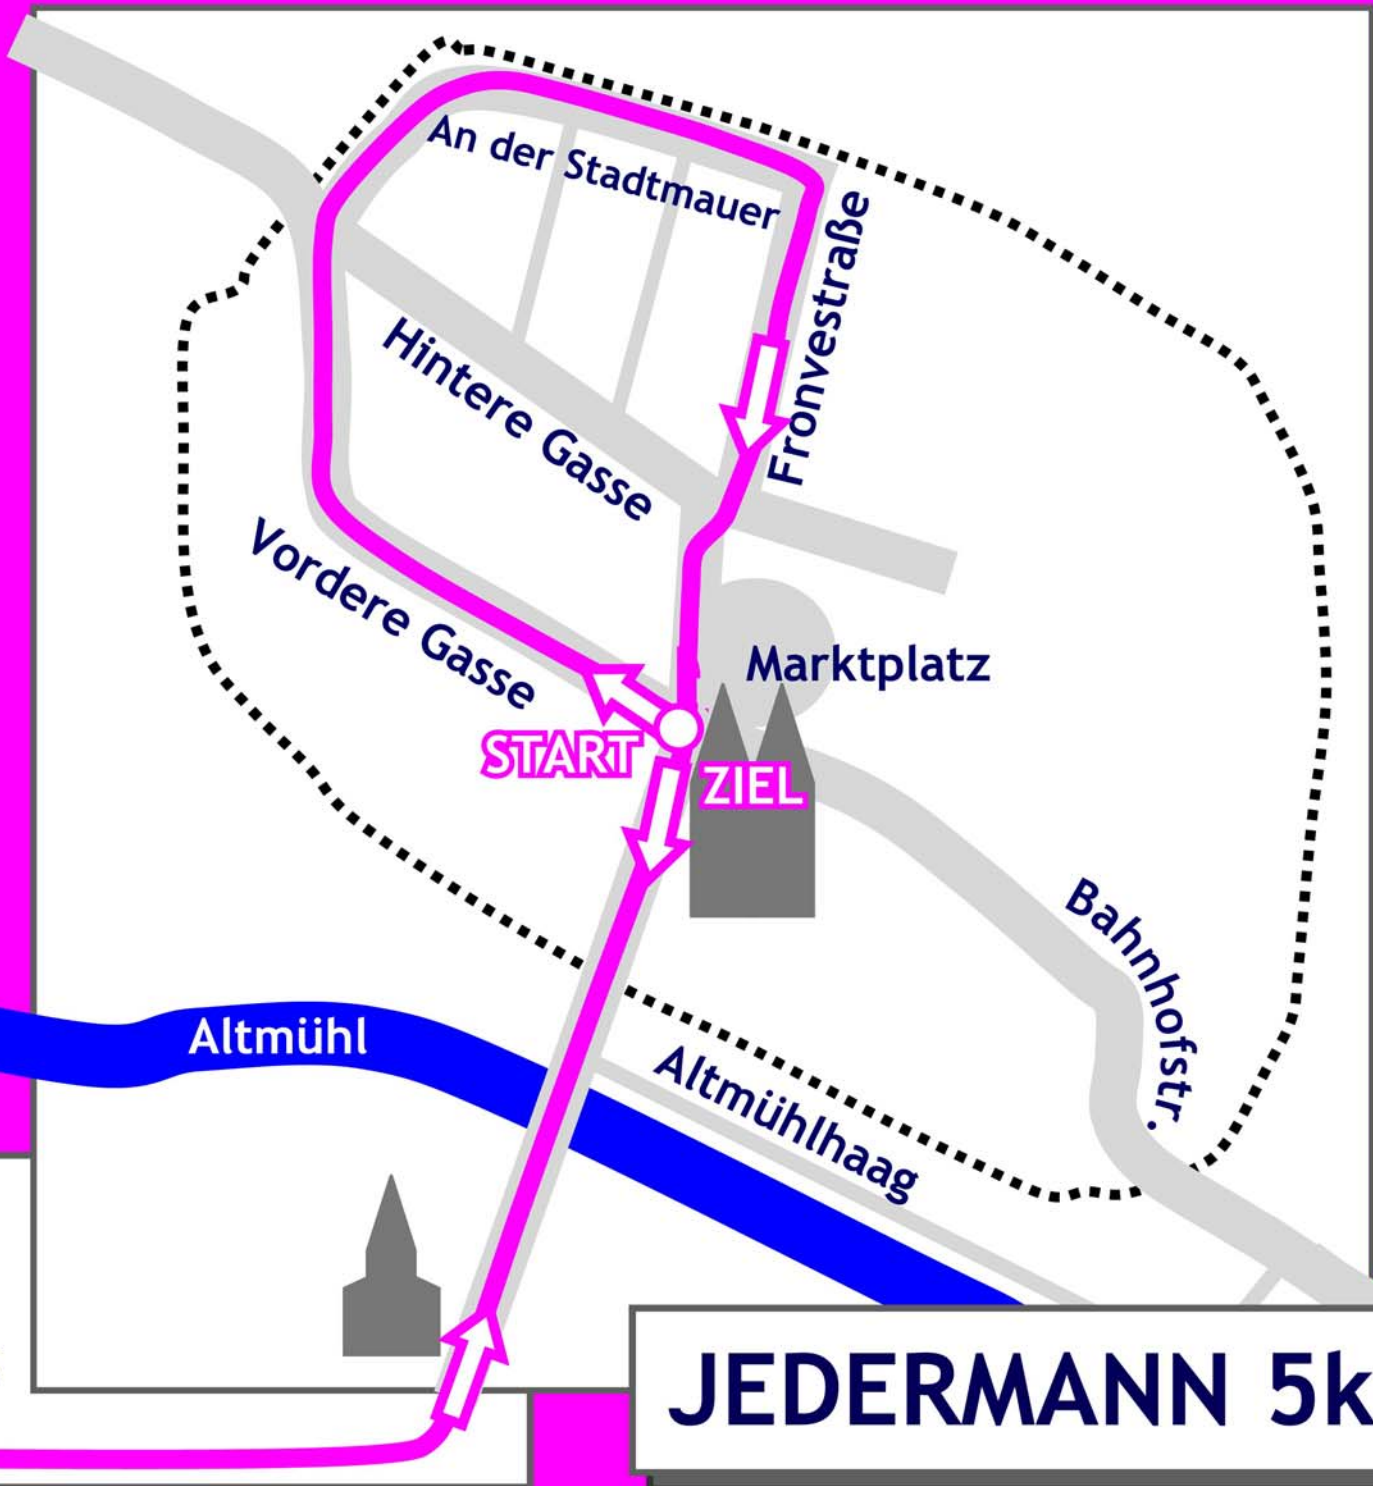 An der Stadtmauer
Fronvestraße
Hintere Gasse
Vordere Gasse
Marktplatz
START
ZIEL
Bahnhofstr.
Altmühl
Altmühlhaag
JEDERMANN 5k